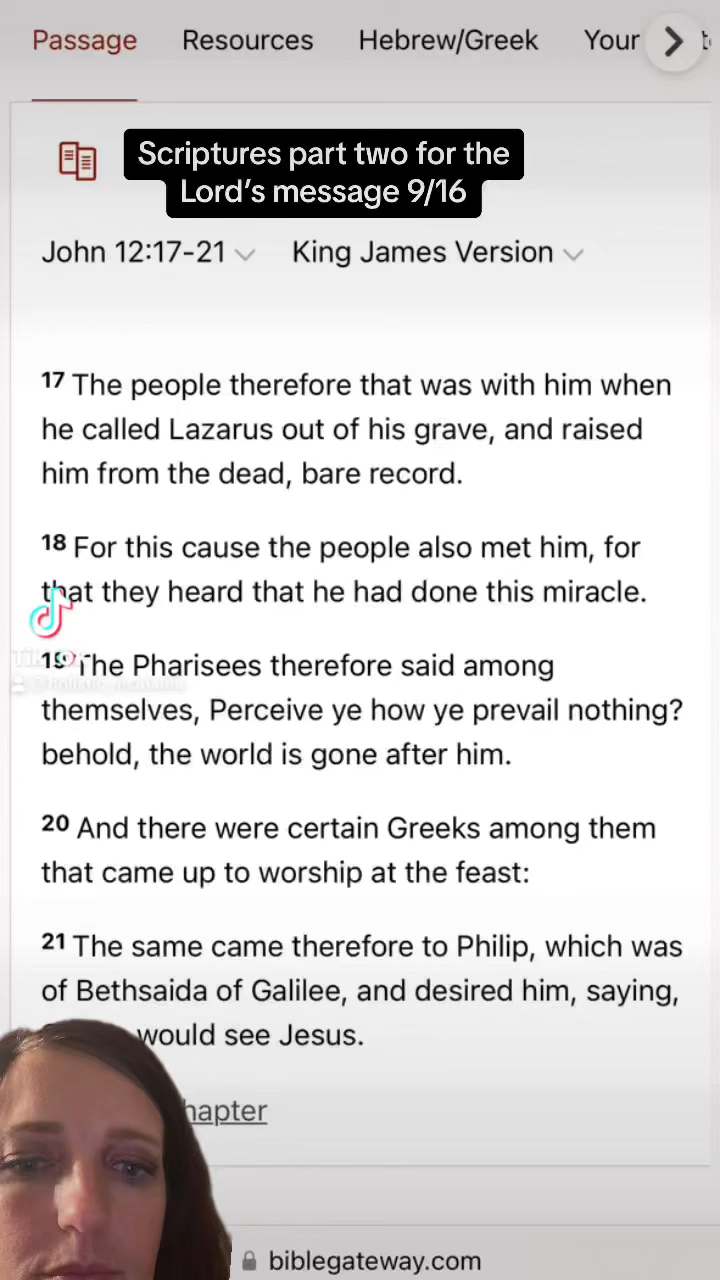 Passage Resources Hebrew/Greek Your
Scriptures part two for the
Lord's message 9/16
John 12:17-21 King James Version
17 The people therefore that was with him when
he called Lazarus out of his grave, and raised
him from the dead, bare record.
18 For this cause the people also met him, for
that they heard that he had done this miracle.
19 The Pharisees therefore said among
themselves, Perceive ye how ye prevail nothing?
behold, the world is gone after him.
20 And there were certain Greeks among them
that came up to worship at the feast:
21 The same came therefore to Philip, which was
of Bethsaida of Galilee, and desired him, saying,
would see Jesus.
hapter
biblegateway.com